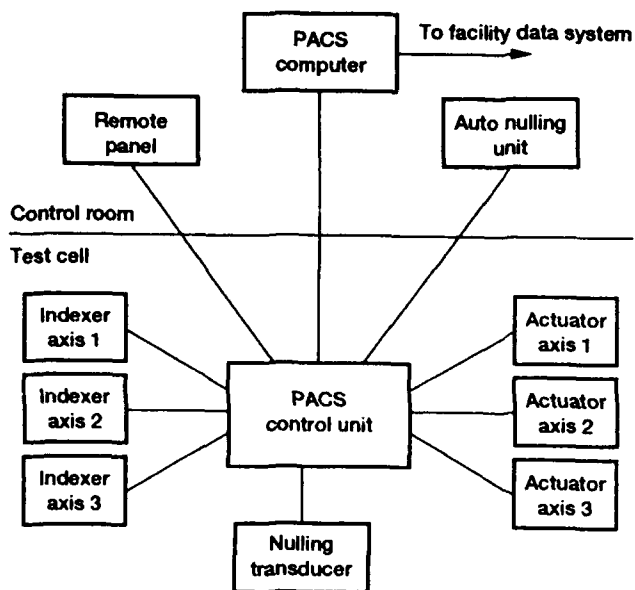 PACS
computer
To facility data system
Remote
panel
Auto nulling
unit
Control room
Test cell
Indexer
axis 1
Indexer
axis 2
Indexer
axis 3
PACS
control unit
Actuator
axis 1
Actuator
axis 2
Actuator
axis 3
Nulling
transducer